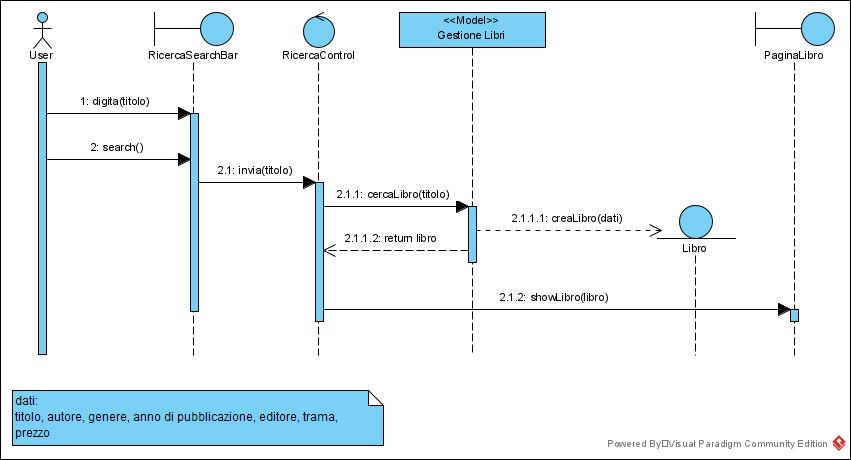 <<Model>>
Gestione Libri
User
RicercaSearchBar
RicercaControl
PaginaLibro
1: digita(titolo)
2: search()
2.1: invia(titolo)
2.1.1: cercaLibro(titolo)
2.1.1.1: creaLibro(dati)
2.1.1.2: return libro
Libro
2.1.2: showLibro(libro)
dati:
titolo, autore, genere, anno di pubblicazione, editore, trama,
prezzo
Powered By□Visual Paradigm Community Edition